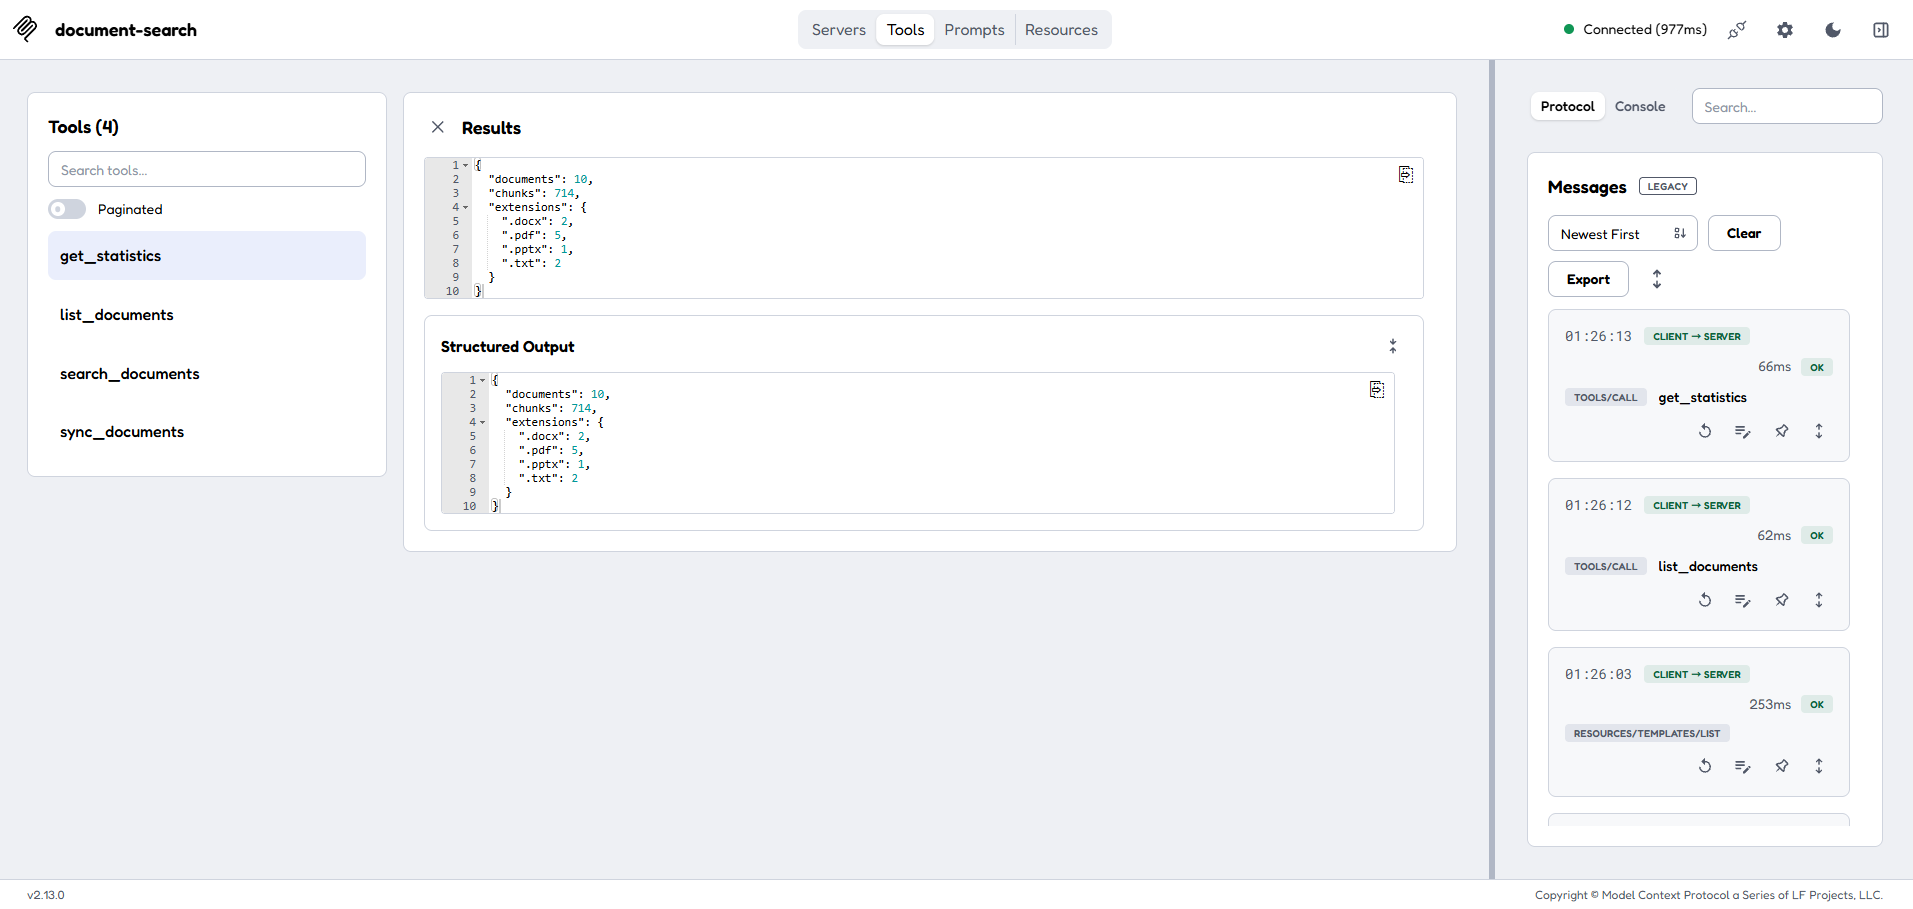 document-search
Servers
Tools
Prompts
Resources
Connected (977ms)
Tools (4)
Search tools...
Paginated
get_statistics
list_documents
search_documents
sync_documents
Results
1 {
2 "documents": 10,
3 "chunks": 714,
4 "extensions": {
5 ".docx": 2,
6 ".pdf": 5,
7 ".pptx": 1,
8 ".txt": 2
9 }
10 }
Structured Output
1 {
2 "documents": 10,
3 "chunks": 714,
4 "extensions": {
5 ".docx": 2,
6 ".pdf": 5,
7 ".pptx": 1,
8 ".txt": 2
9 }
10 }
Protocol
Console
Search...
Messages LEGACY
Newest First
Clear
Export
01:26:13 CLIENT → SERVER
66ms OK
TOOLS/CALL get_statistics
01:26:12 CLIENT → SERVER
62ms OK
TOOLS/CALL list_documents
01:26:03 CLIENT → SERVER
253ms OK
RESOURCES/TEMPLATES/LIST
v2.13.0
Copyright © Model Context Protocol a Series of LF Projects, LLC.